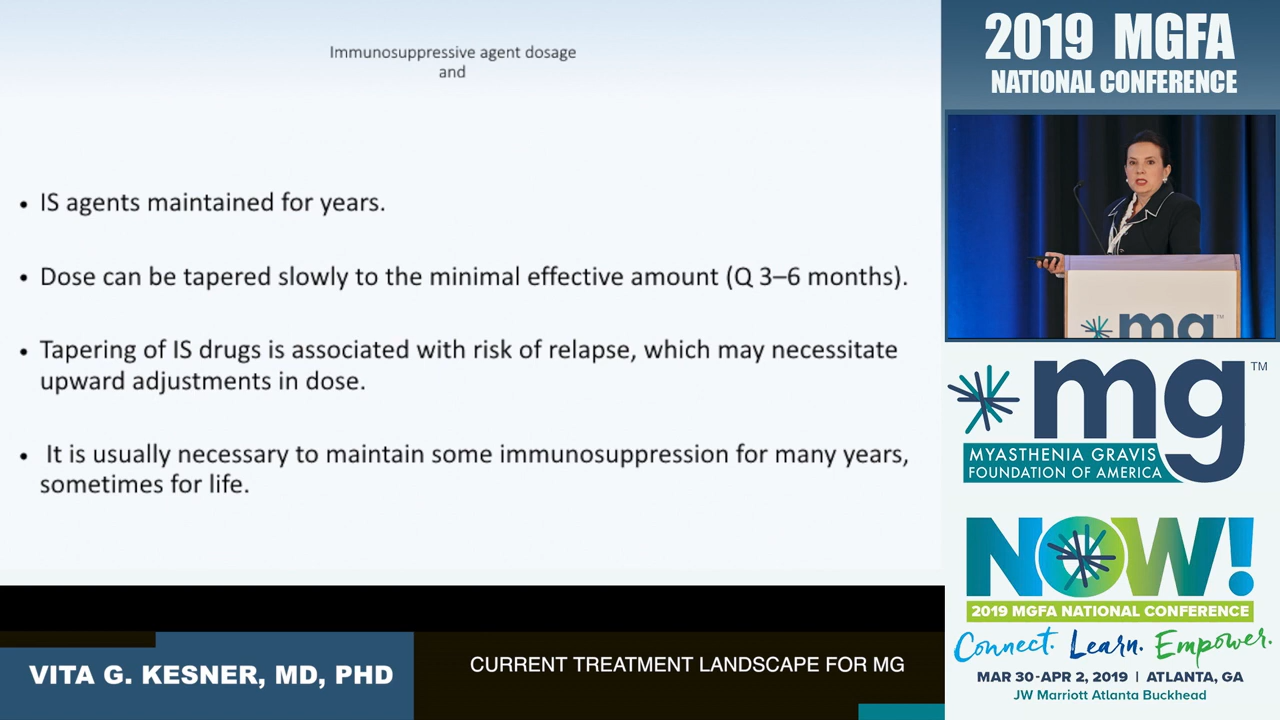 Immunosuppressive agent dosage
and
• IS agents maintained for years.
• Dose can be tapered slowly to the minimal effective amount (Q 3–6 months).
• Tapering of IS drugs is associated with risk of relapse, which may necessitate
upward adjustments in dose.
• It is usually necessary to maintain some immunosuppression for many years,
sometimes for life.
VITA G. KESNER, MD, PHD
CURRENT TREATMENT LANDSCAPE FOR MG
2019 MGFA
NATIONAL CONFERENCE
mg™
mg™
MYASTHENIA GRAVIS
FOUNDATION OF AMERICA
NOW!
2019 MGFA NATIONAL CONFERENCE
Connect. Learn. Empower.
MAR 30-APR 2, 2019 | ATLANTA, GA
JW Marriott Atlanta Buckhead